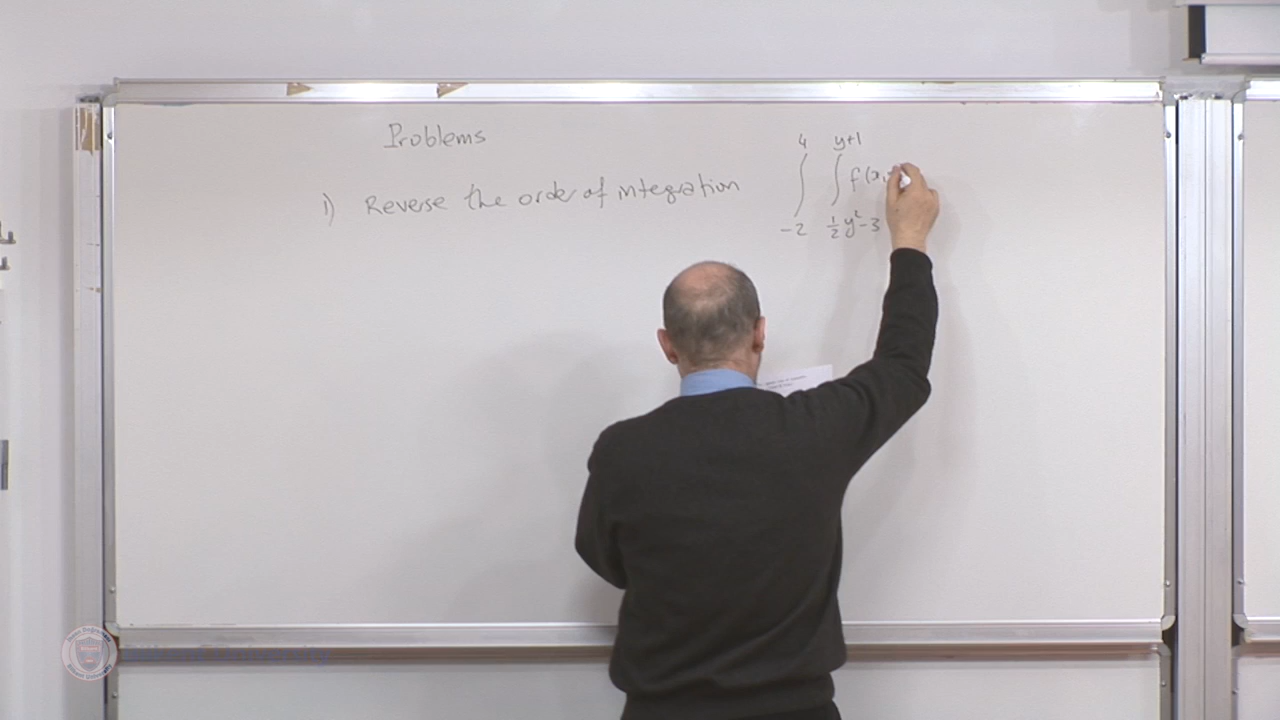 Problems
1) Reverse the order of integration ∫_{-2}^{4} ∫_{½y²-3}^{y+1} f(x,